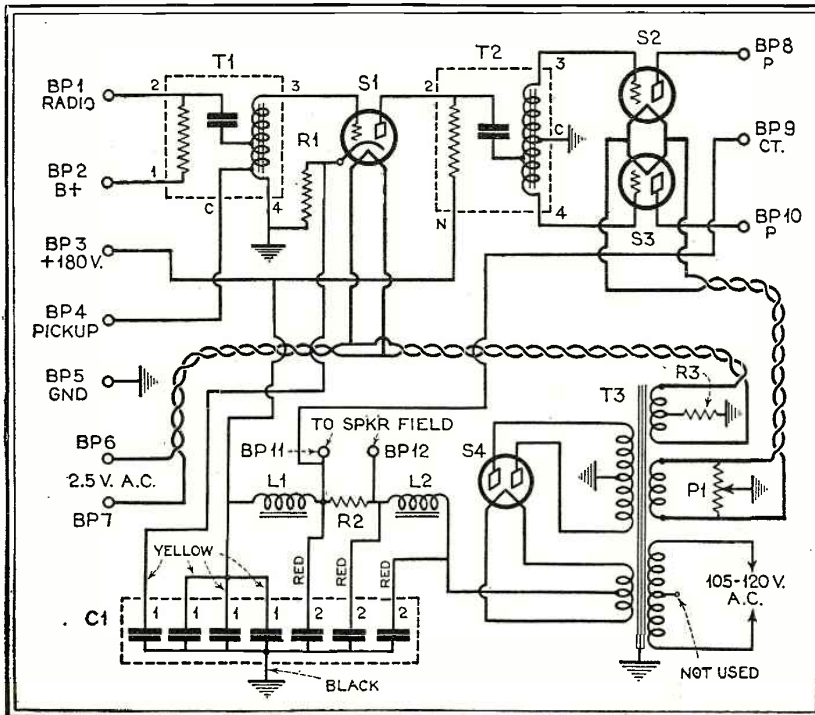 T1
S1
T2
S2
BP8
P
BP1
RADIO
2
3
2
3
R1
C
BP9
CT.
BP2
B+
1
C
4
N
4
S3
BP10
P
BP3
+180V.
BP4
PICKUP
BP5
GND
R3
T3
TO SPKR FIELD
BP11
BP12
S4
BP6
2.5 V. A.C.
BP7
L1
R2
L2
P1
YELLOW
RED
RED
RED
105-120 V.
A.C.
C1
1
1
1
1
2
2
2
NOT USED
BLACK